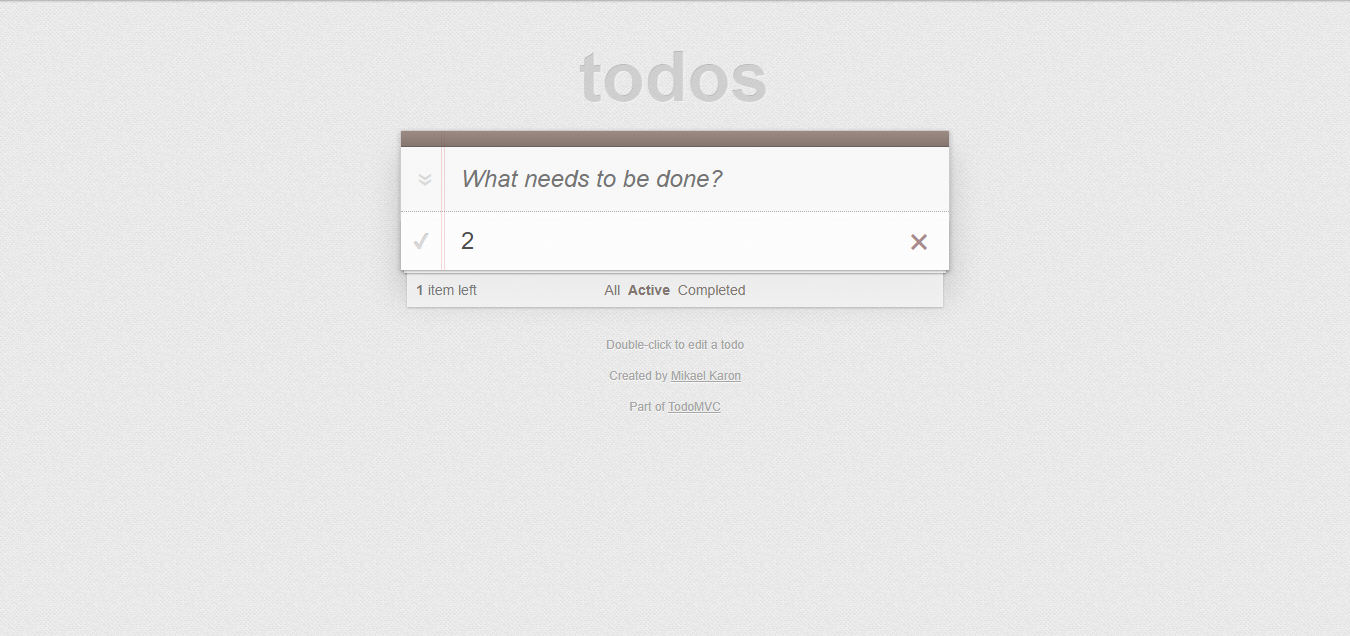 todos
What needs to be done?
2
1 item left All Active Completed
Double-click to edit a todo
Created by Mikael Karon
Part of TodoMVC